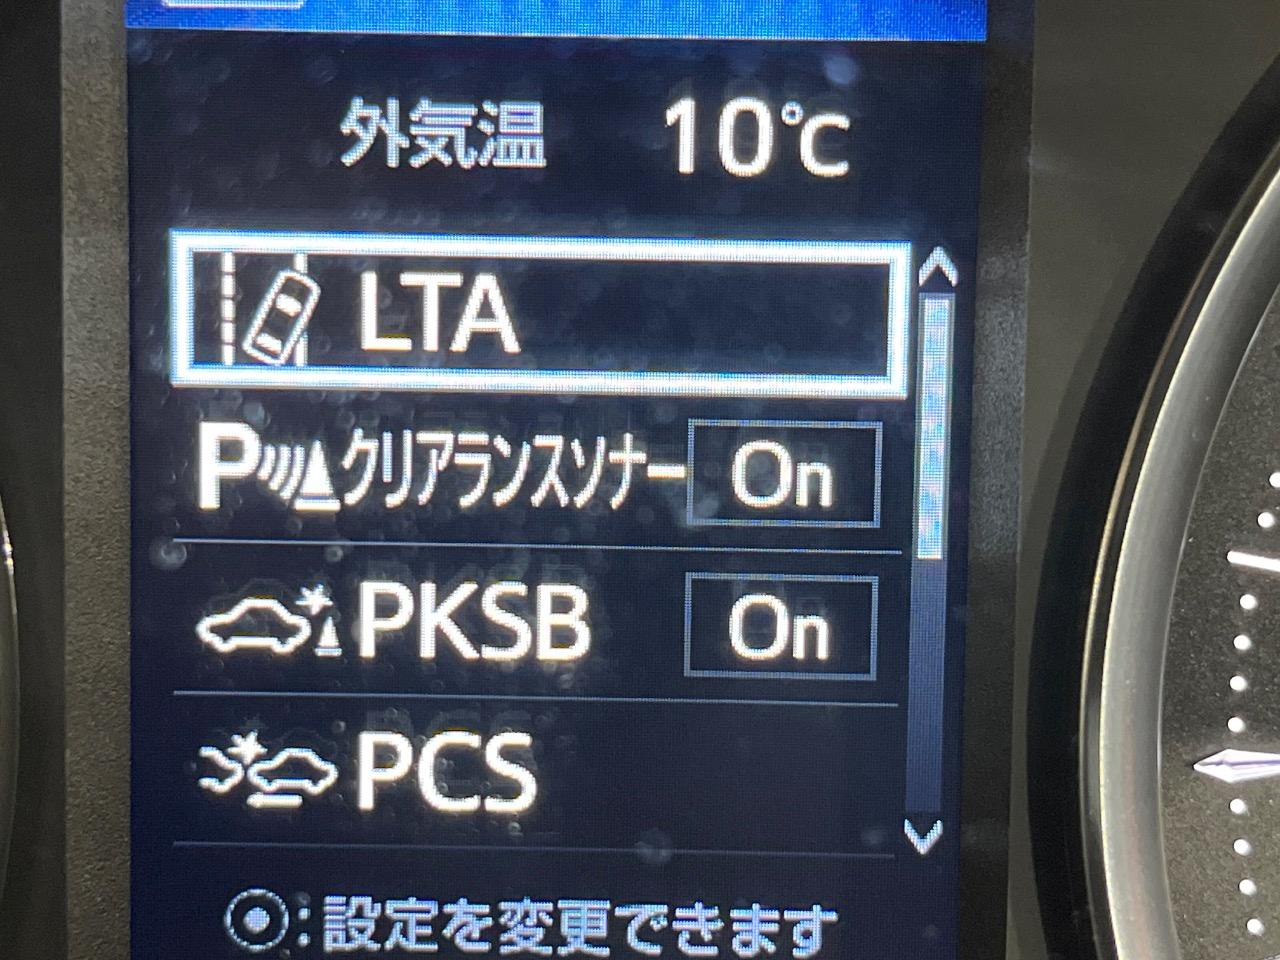 外気温 10℃
LTA
Pクリアランスソナー On
PKSB On
PCS
:設定を変更できます